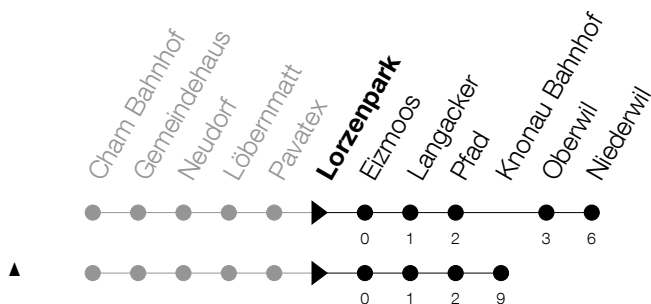 Cham Bahnhof
Gemeindehaus
Neudorf
Löbernmatt
Pavatex
Lorzenpark
Eizmoos
Langacker
Pfad
Knonau Bahnhof
Oberwil
Niederwil
0 1 2 3 6
0 1 2 9